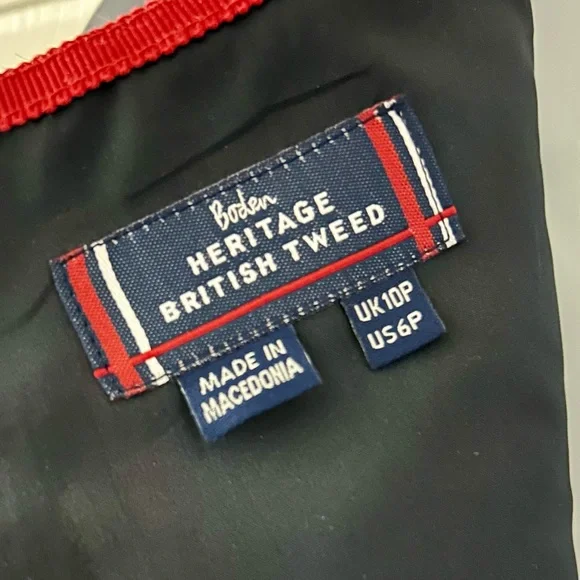 Boden
HERITAGE
BRITISH TWEED
MADE IN
MACEDONIA
UK10P
US6P